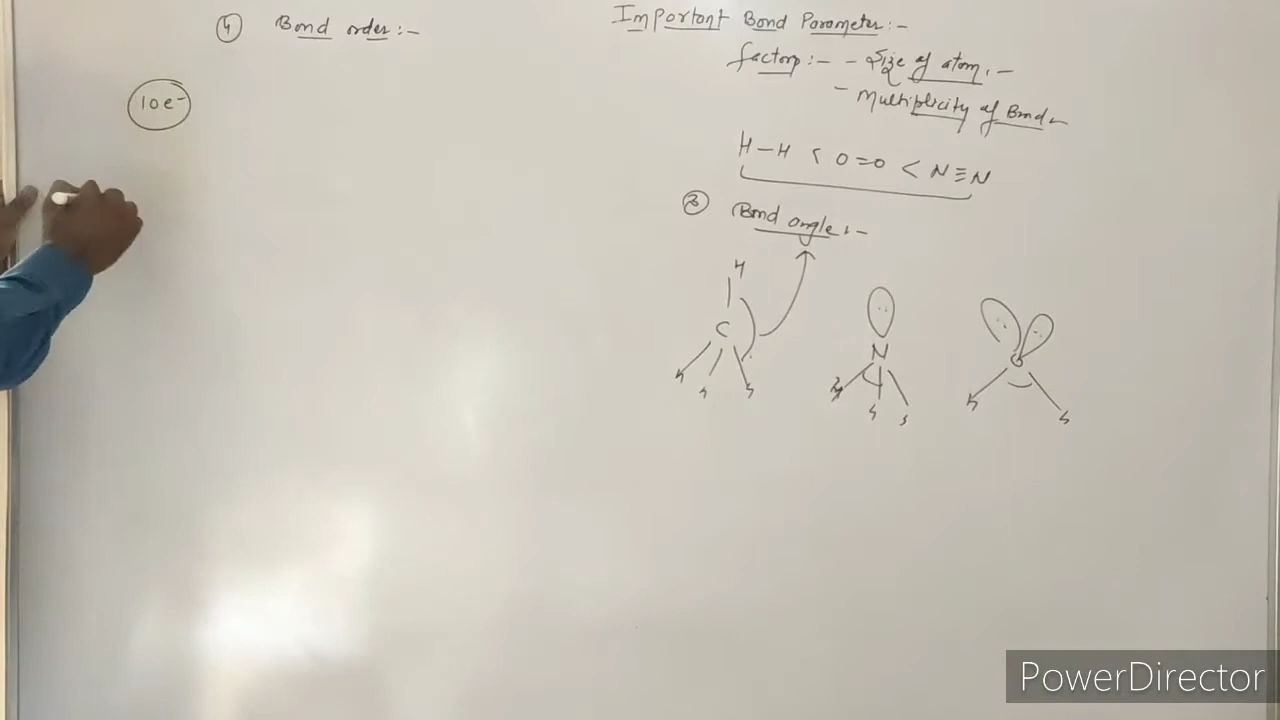 ④ Bond order :-
10e⁻
Important Bond Parameter :-
factors :- - Size of atom. -
- Multiplicity of Bond -
H-H < O=O < N≡N
③ Bond angle :-
H
C
H H H
N
H H H
O
H H
PowerDirector